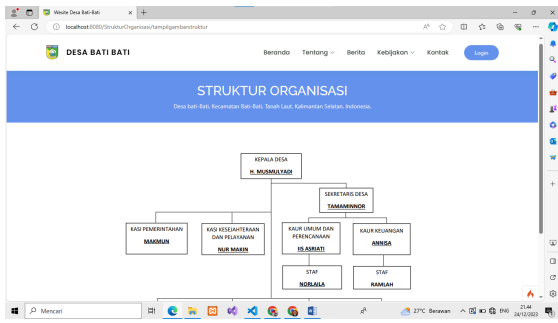 Wesite Desa Bati-Bati
localhost:8080/StrukturOrganisasi/tampilgambarstruktur
DESA BATI BATI
Beranda Tentang Berita Kebijakan Kontak Login
STRUKTUR ORGANISASI
Desa bati-Bati, Kecamatan Bati-Bati, Tanah Laut, Kalimantan Selatan, Indonesia.
KEPALA DESA
H. MUSMULYADI
SEKRETARIS DESA
TAMAMINNOR
KASI PEMERINTAHAN
MAKMUN
KASI KESEJAHTERAAN
DAN PELAYANAN
NUR MAKIN
KAUR UMUM DAN
PERENCANAAN
IIS ASRIATI
KAUR KEUANGAN
ANNISA
STAF
NORLAILA
STAF
RAMLAH
Mencari
27°C Berawan
ENG
21.44
24/12/2023